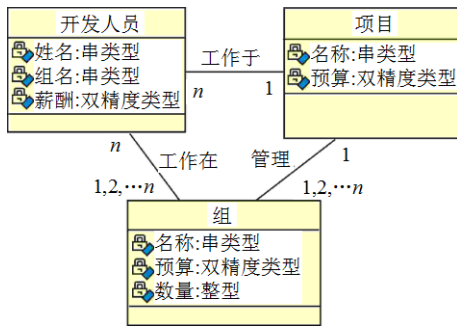 开发人员
姓名:串类型
组名:串类型
薪酬:双精度类型
项目
名称:串类型
预算:双精度类型
工作于
n
1
n
工作在
管理
1
1,2,…n
1,2,…n
组
名称:串类型
预算:双精度类型
数量:整型